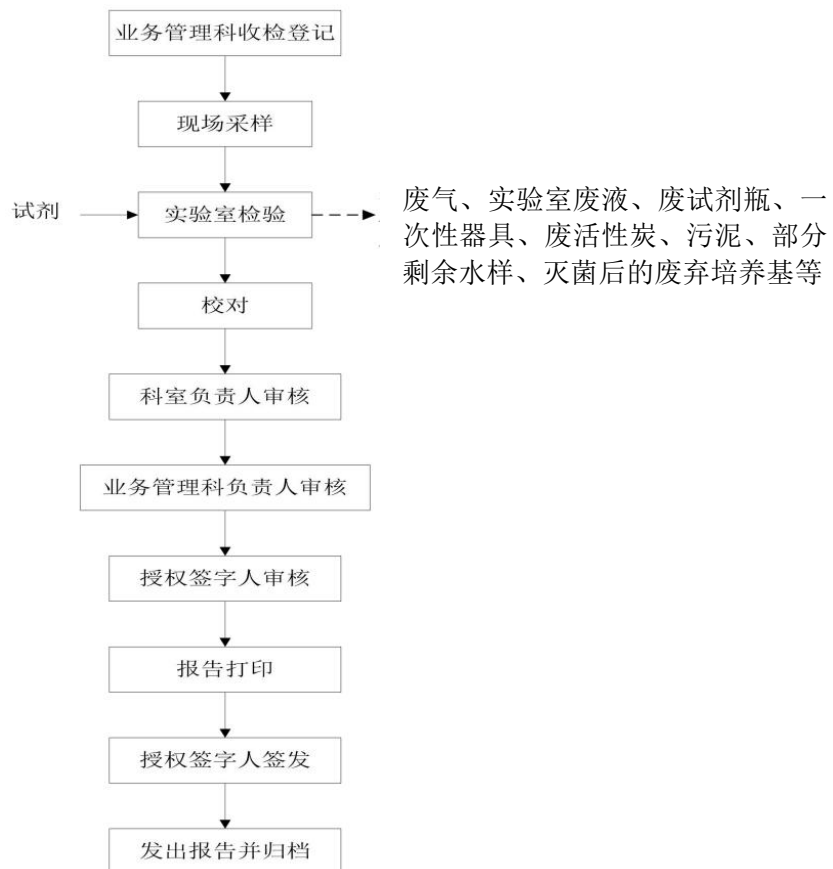 业务管理科收检登记
现场采样
试剂
实验室检验
废气、实验室废液、废试剂瓶、一
次性器具、废活性炭、污泥、部分
剩余水样、灭菌后的废弃培养基等
校对
科室负责人审核
业务管理科负责人审核
授权签字人审核
报告打印
授权签字人签发
发出报告并归档